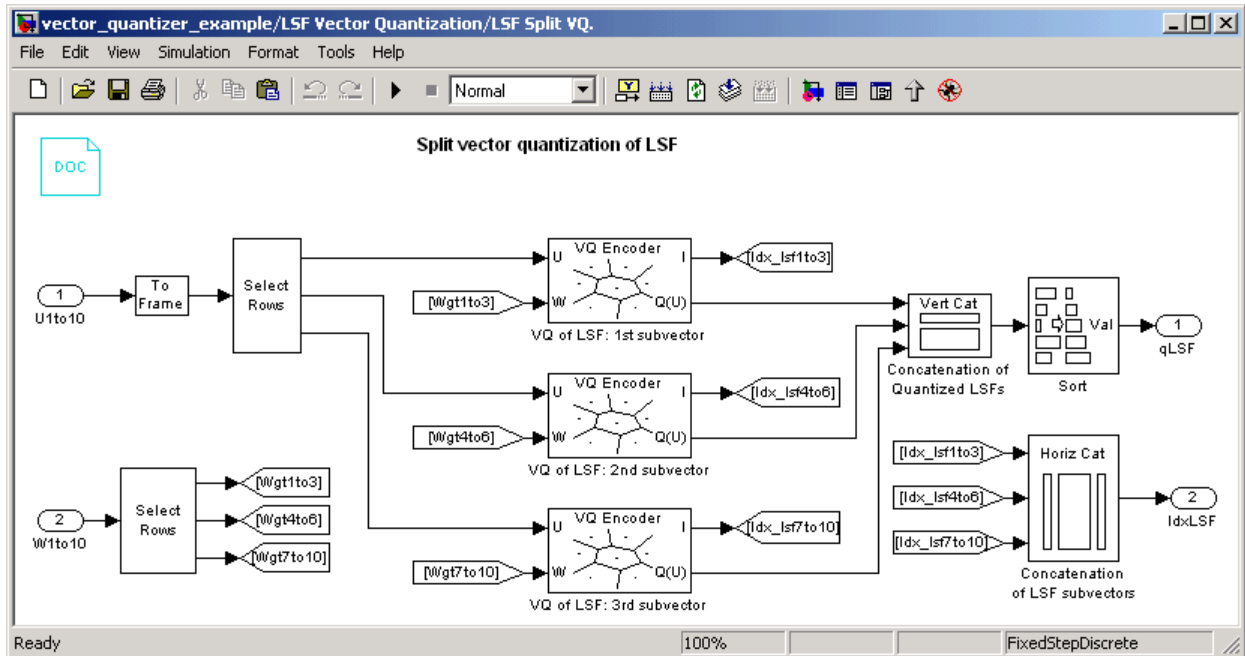 vector_quantizer_example/LSF Vector Quantization/LSF Split VQ.
File Edit View Simulation Format Tools Help
Normal
Split vector quantization of LSF
DOC
1
U1to10
To
Frame
Select
Rows
[Wgt1to3]
VQ Encoder
U
I
W
Q(U)
VQ of LSF: 1st subvector
[Idx_lsf1to3]
Vert Cat
Concatenation of
Quantized LSFs
Val
Sort
1
qLSF
[Wgt4to6]
VQ Encoder
U
I
W
Q(U)
VQ of LSF: 2nd subvector
[Idx_lsf4to6]
2
W1to10
Select
Rows
[Wgt1to3]
[Wgt4to6]
[Wgt7to10]
[Wgt7to10]
VQ Encoder
U
I
W
Q(U)
VQ of LSF: 3rd subvector
[Idx_lsf7to10]
[Idx_lsf1to3]
[Idx_lsf4to6]
[Idx_lsf7to10]
Horiz Cat
Concatenation
of LSF subvectors
2
IdxLSF
Ready
100%
FixedStepDiscrete